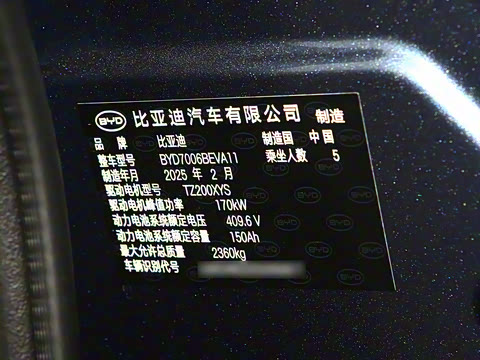 BYD 比亚迪汽车有限公司 制造
品牌 比亚迪 制造国 中国
整车型号 BYD7006BEVA11 乘坐人数 5
制造年月 2025 年 2 月
驱动电机型号 TZ200XYS
驱动电机峰值功率 170kW
动力电池系统额定电压 409.6 V
动力电池系统额定容量 150Ah
最大允许总质量 2360kg
车辆识别代号